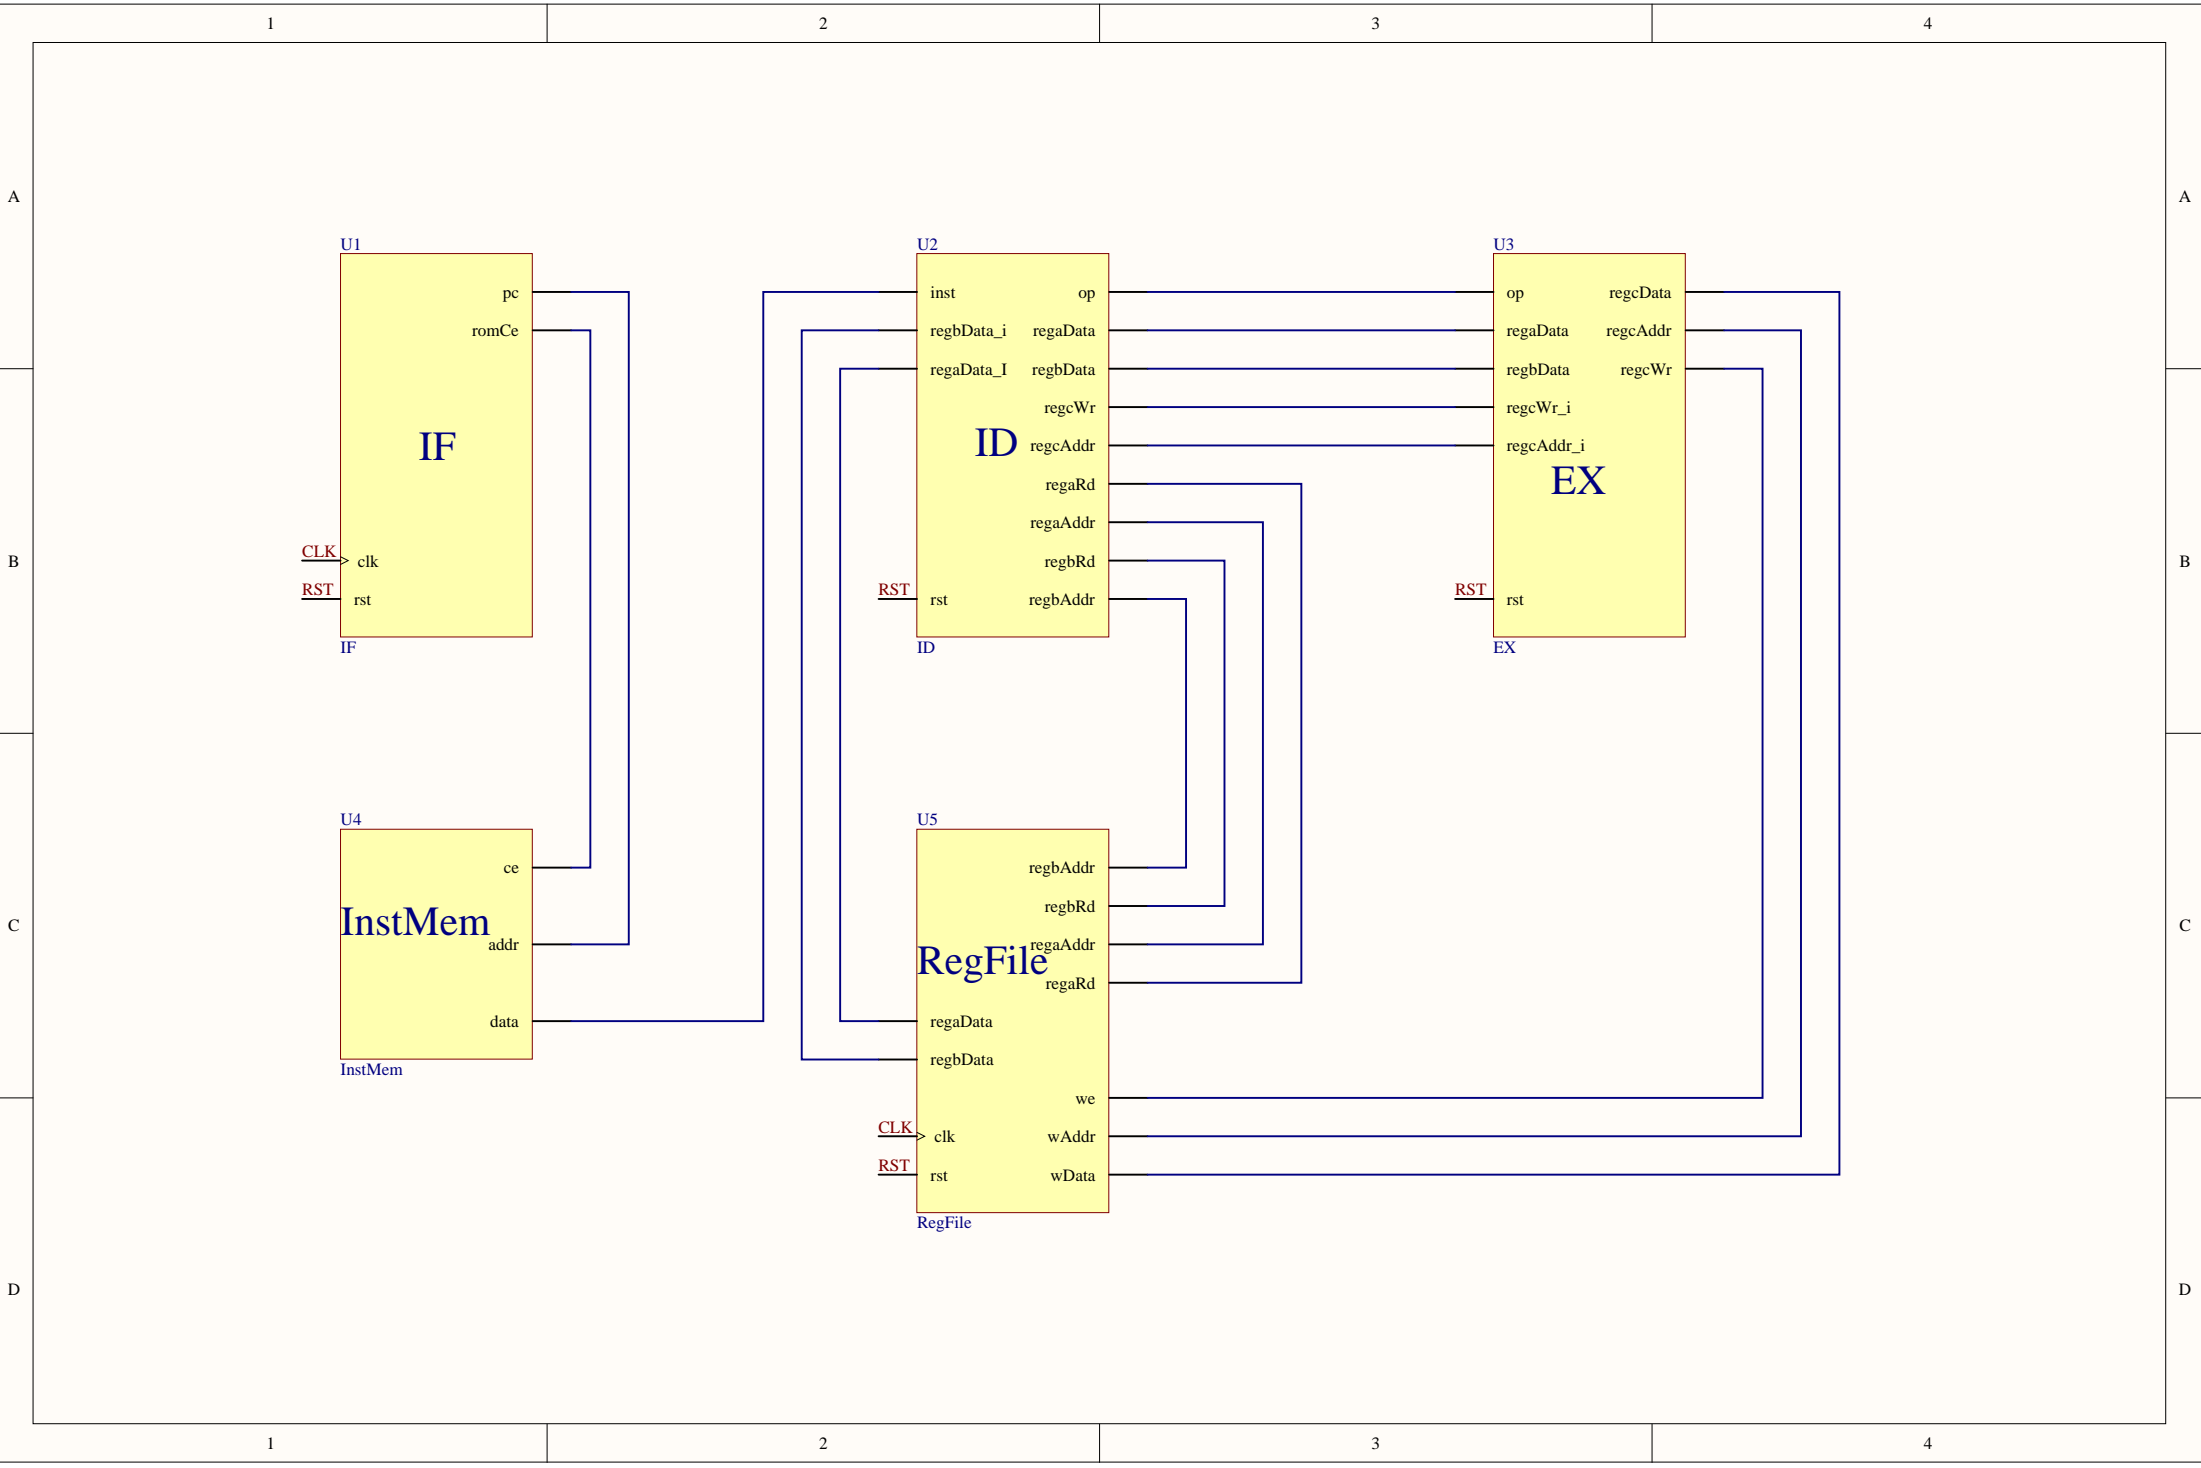 1 2 3 4
A A
U1 U2 U3
pc inst op op regcData
romCe regbData_i regaData regaData regcAddr
regaData_I regbData regbData regcWr
regcWr regcWr_i
IF ID regcAddr regcAddr_i
EX
regaRd
regaAddr
CLK clk regbRd
B B
RST rst RST rst regbAddr RST rst
IF ID EX
U4 U5
ce regbAddr
regbRd
InstMem
C C
addr regaAddr
RegFile
regaRd
data regaData
regbData
InstMem
we
CLK clk wAddr
RST rst wData
RegFile
D D
1 2 3 4